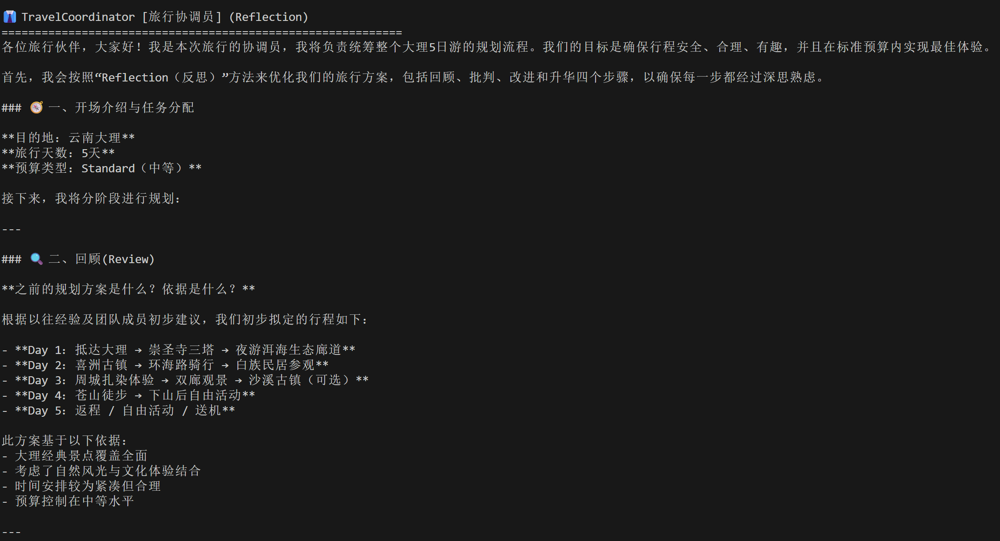 👔 TravelCoordinator [旅行协调员] (Reflection)
============================================================
各位旅行伙伴，大家好！我是本次旅行的协调员，我将负责统筹整个大理5日游的规划流程。我们的目标是确保行程安全、合理、有趣，并且在标准预算内实现最佳体验。
首先，我会按照“Reflection（反思）”方法来优化我们的旅行方案，包括回顾、批判、改进和升华四个步骤，以确保每一步都经过深思熟虑。
### 🧭 一、开场介绍与任务分配
**目的地：云南大理**
**旅行天数：5天**
**预算类型：Standard（中等）**
接下来，我将分阶段进行规划：
---
### 🔍 二、回顾(Review)
**之前的规划方案是什么？依据是什么？**
根据以往经验及团队成员初步建议，我们初步拟定的行程如下：
- **Day 1：抵达大理 → 崇圣寺三塔 → 夜游洱海生态廊道**
- **Day 2：喜洲古镇 → 环海路骑行 → 白族民居参观**
- **Day 3：周城扎染体验 → 双廊观景 → 沙溪古镇（可选）**
- **Day 4：苍山徒步 → 下山后自由活动**
- **Day 5：返程 / 自由活动 / 送机**
此方案基于以下依据：
- 大理经典景点覆盖全面
- 考虑了自然风光与文化体验结合
- 时间安排较为紧凑但合理
- 预算控制在中等水平
---